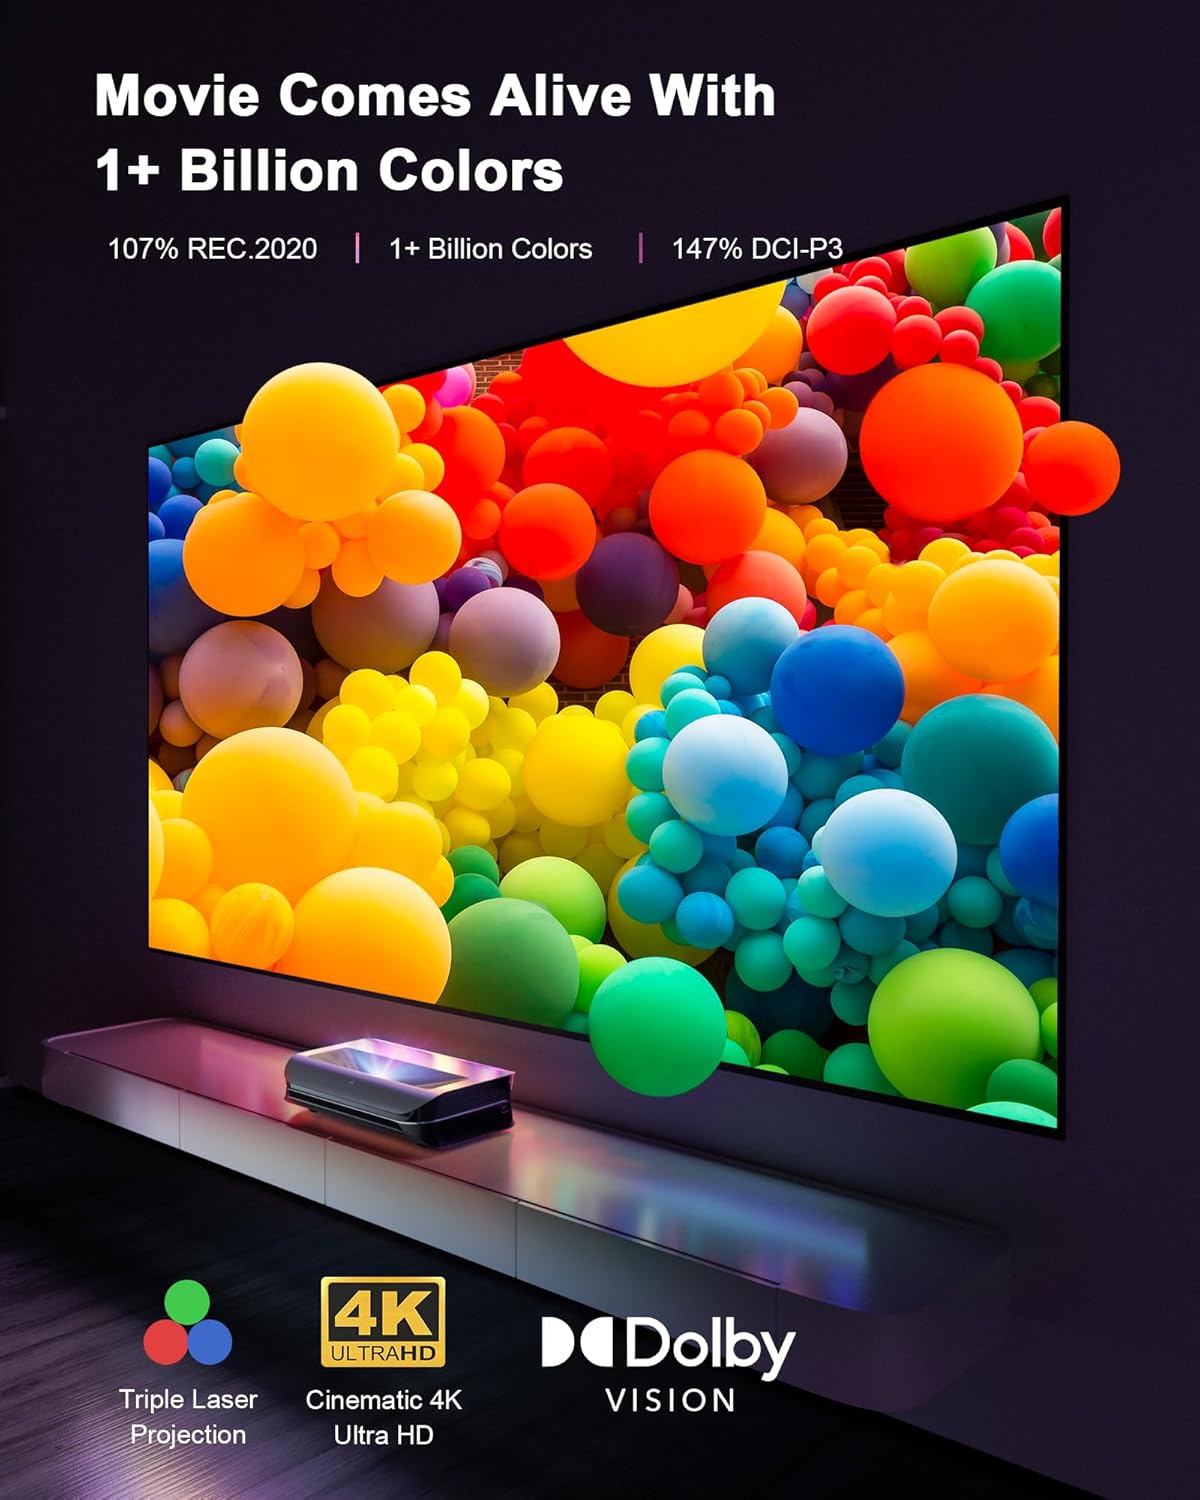 Movie Comes Alive With
1+ Billion Colors
107% REC.2020 | 1+ Billion Colors | 147% DCI-P3
4K
ULTRAHD
Dolby
VISION
Triple Laser
Projection
Cinematic 4K
Ultra HD